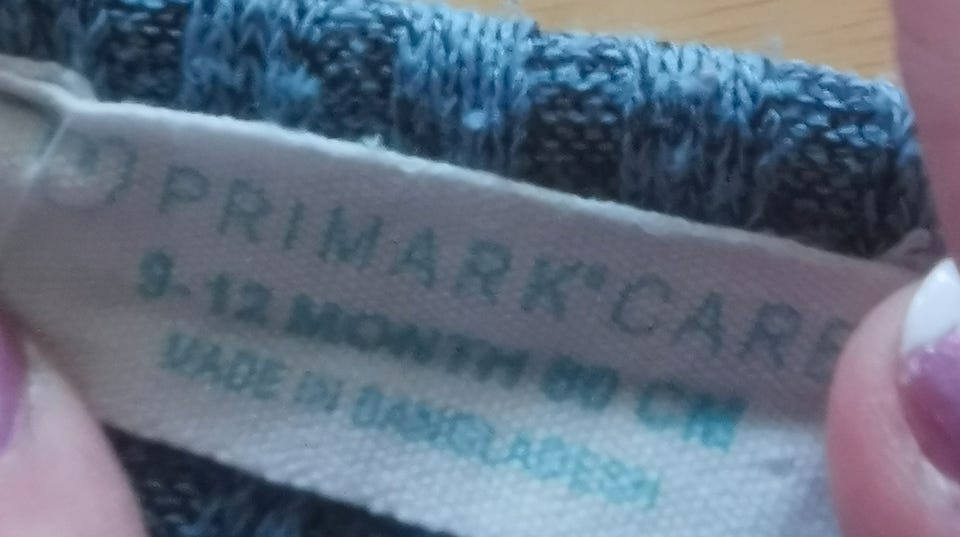 PRIMARK® CARE
9-12 MONTH 80 CM
MADE IN BANGLADESH